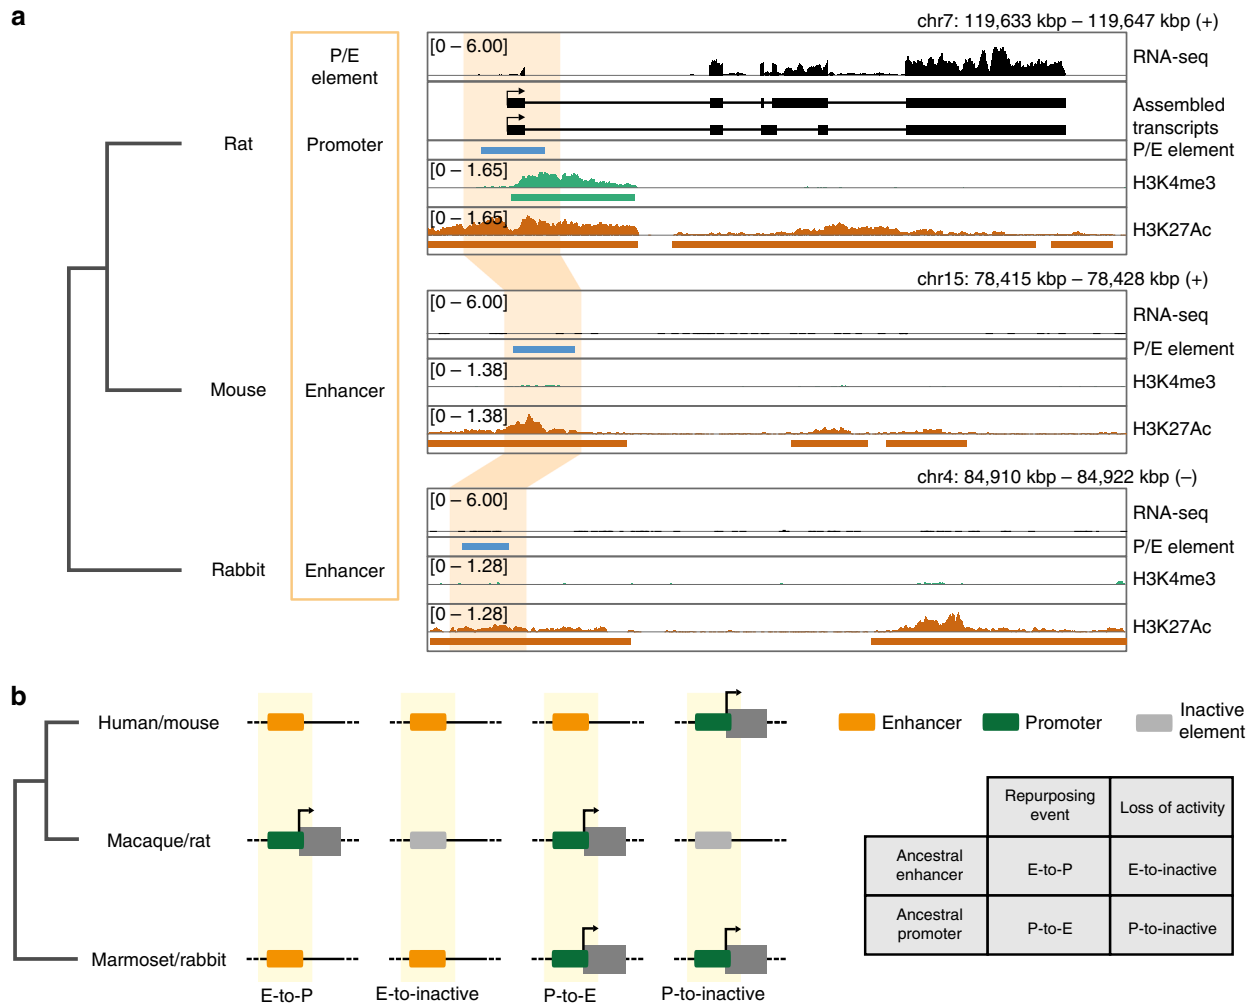 a
chr7: 119,633 kbp – 119,647 kbp (+)
P/E
element
[0 – 6.00]
RNA-seq
Assembled
transcripts
Rat
Promoter
P/E element
[0 – 1.65]
H3K4me3
[0 – 1.65]
H3K27Ac
chr15: 78,415 kbp – 78,428 kbp (+)
[0 – 6.00]
RNA-seq
P/E element
[0 – 1.38]
H3K4me3
Mouse
Enhancer
[0 – 1.38]
H3K27Ac
chr4: 84,910 kbp – 84,922 kbp (–)
[0 – 6.00]
RNA-seq
P/E element
[0 – 1.28]
H3K4me3
Rabbit
Enhancer
[0 – 1.28]
H3K27Ac
b
Human/mouse
Macaque/rat
Marmoset/rabbit
E-to-P
E-to-inactive
P-to-E
P-to-inactive
Enhancer
Promoter
Inactive
element
Repurposing
event
Loss of activity
Ancestral
enhancer
E-to-P
E-to-inactive
Ancestral
promoter
P-to-E
P-to-inactive